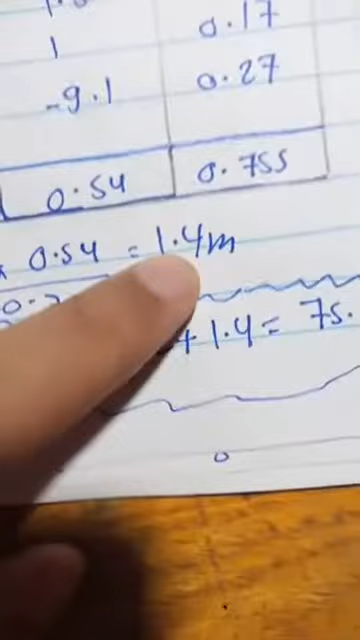 1 0.17
-9.1 0.27
0.54 0.755
x 0.54 = 1.4m
+ 1.4 = 75.